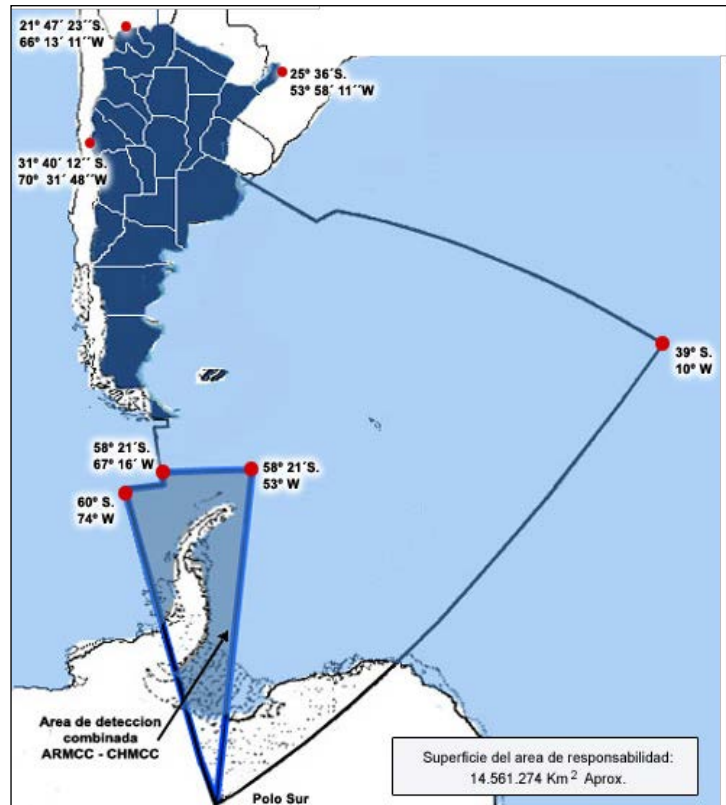 21º 47´ 23´´S.
66º 13´ 11´´W
25º 36´S.
53º 58´ 11´´W
31º 40´ 12´´ S.
70º 31´ 48´´W
39º S.
10º W
58º 21´S.
67º 16´ W
58º 21´S.
53º W
60º S.
74º W
Area de deteccion
combinada
ARMCC - CHMCC
Polo Sur
Superficie del area de responsabilidad:
14.561.274 Km 2 Aprox.